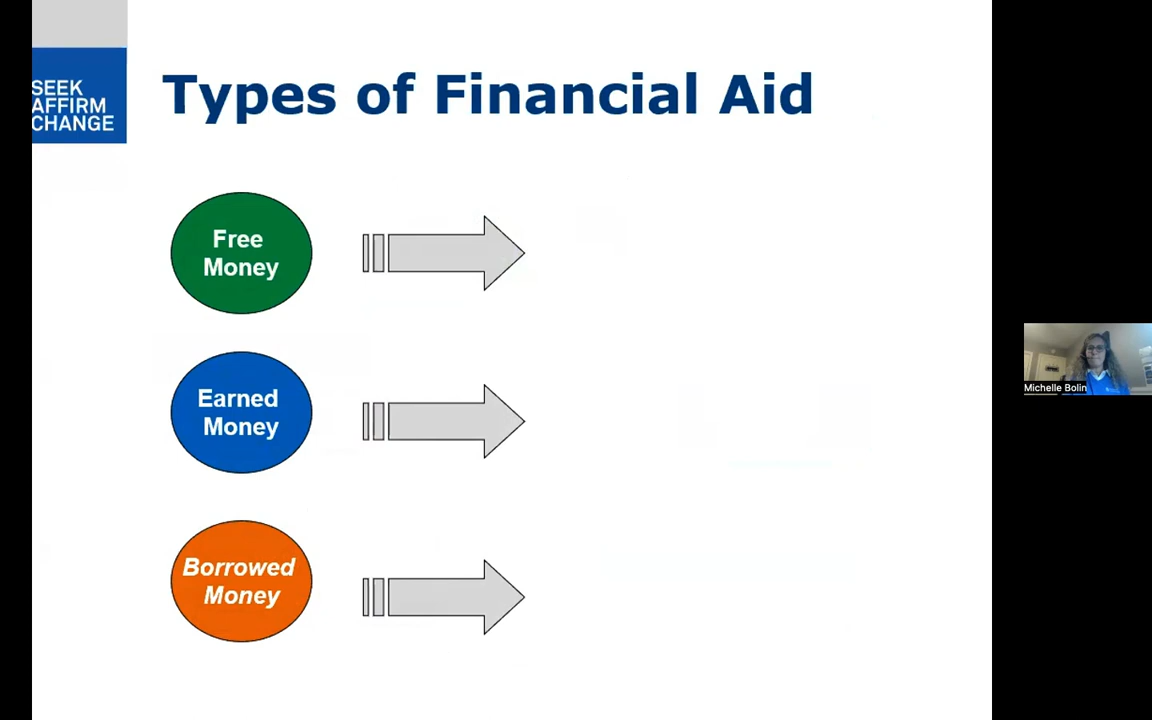 SEEK
AFFIRM
CHANGE
Types of Financial Aid
Free
Money
Earned
Money
Borrowed
Money
Michelle Bolin